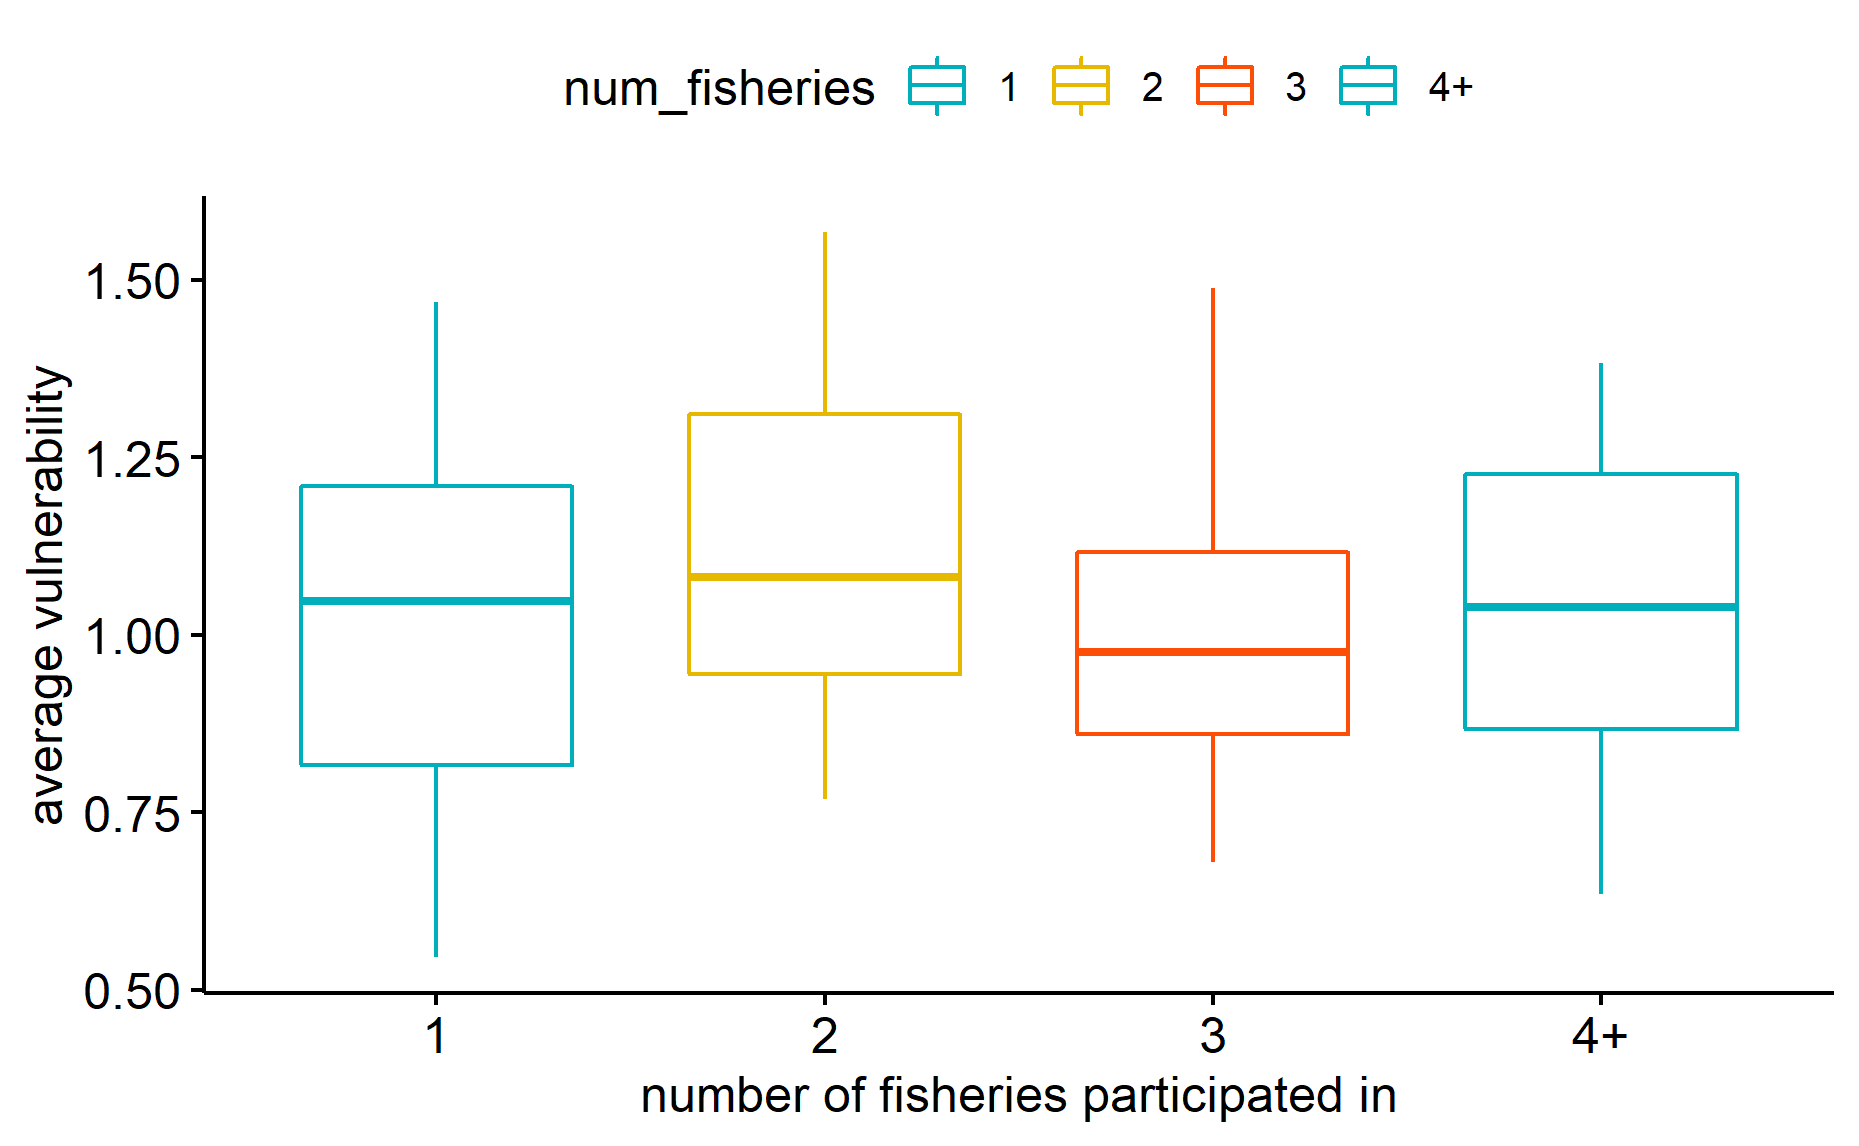 num_fisheries 1 2 3 4+
1.50
1.25
1.00
0.75
0.50
average vulnerability
1 2 3 4+
number of fisheries participated in